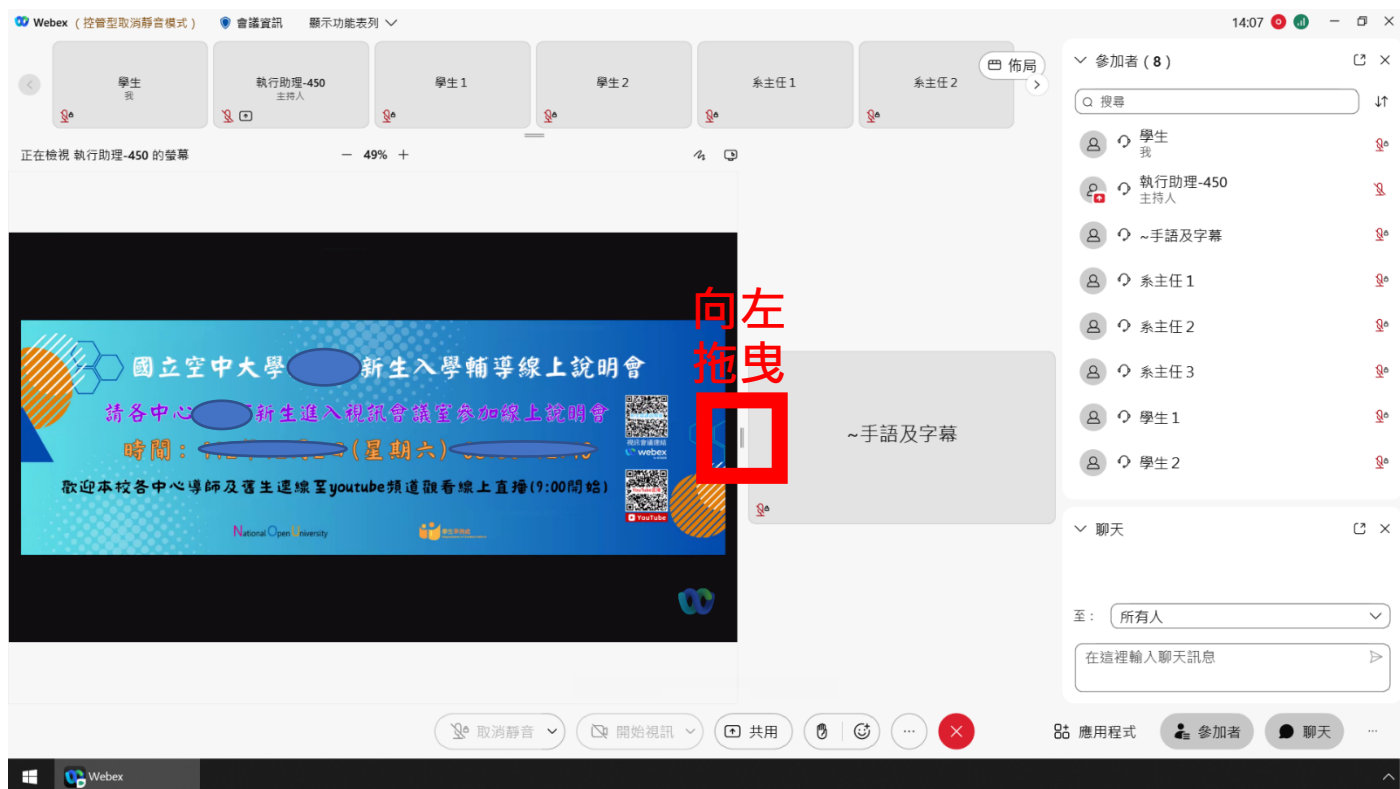 Webex （控管型取消靜音模式） 會議資訊 顯示功能表列
14:07
學生
我
執行助理-450
主持人
學生1
學生2
系主任1
系主任2
佈局
正在檢視 執行助理-450 的螢幕
49%
向左
拖曳
國立空中大學 新生入學輔導線上說明會
請各中心 新生進入視訊會議室參加線上說明會
時間： (星期六)
視訊會議連結
webex
歡迎本校各中心導師及舊生連線至youtube頻道觀看線上直播(9:00開始)
YouTube
National Open University
~手語及字幕
參加者 (8)
搜尋
學生
我
執行助理-450
主持人
~手語及字幕
系主任1
系主任2
系主任3
學生1
學生2
聊天
至： 所有人
在這裡輸入聊天訊息
取消靜音 開始視訊 共用 應用程式 參加者 聊天
Webex